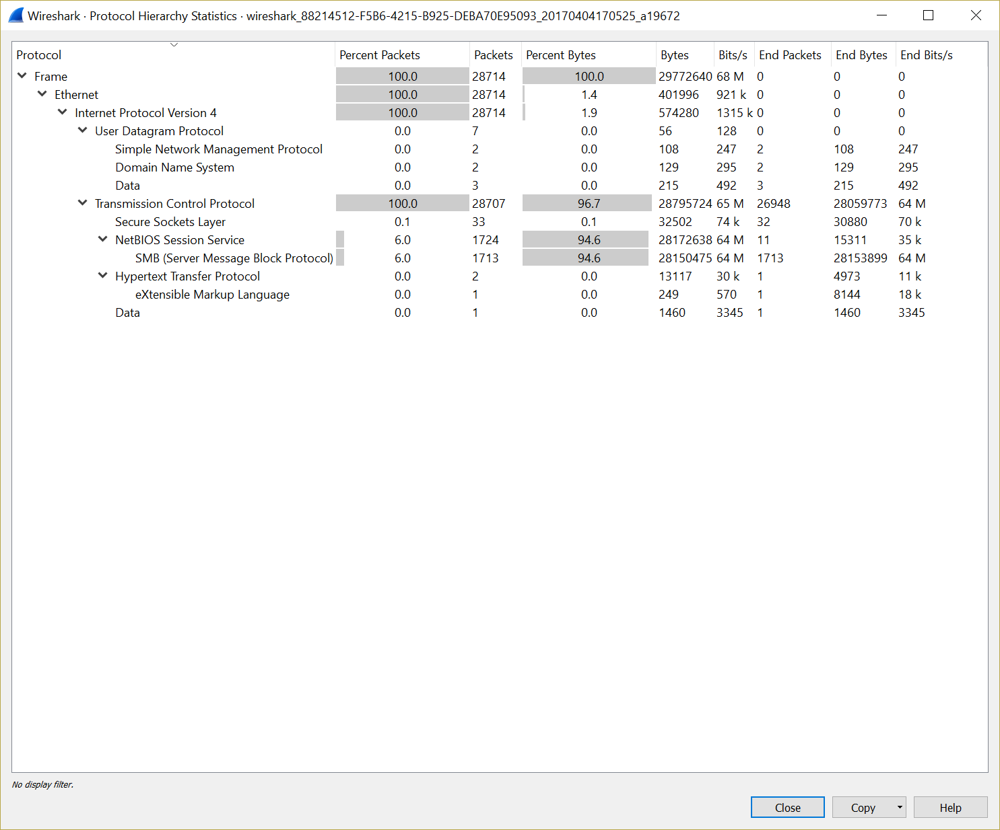 Wireshark · Protocol Hierarchy Statistics · wireshark_88214512-F5B6-4215-B925-DEBA70E95093_20170404170525_a19672
Protocol Percent Packets Packets Percent Bytes Bytes Bits/s End Packets End Bytes End Bits/s
Frame 100.0 28714 100.0 29772640 68 M 0 0 0
Ethernet 100.0 28714 1.4 401996 921 k 0 0 0
Internet Protocol Version 4 100.0 28714 1.9 574280 1315 k 0 0 0
User Datagram Protocol 0.0 7 0.0 56 128 0 0 0
Simple Network Management Protocol 0.0 2 0.0 108 247 2 108 247
Domain Name System 0.0 2 0.0 129 295 2 129 295
Data 0.0 3 0.0 215 492 3 215 492
Transmission Control Protocol 100.0 28707 96.7 28795724 65 M 26948 28059773 64 M
Secure Sockets Layer 0.1 33 0.1 32502 74 k 32 30880 70 k
NetBIOS Session Service 6.0 1724 94.6 28172638 64 M 11 15311 35 k
SMB (Server Message Block Protocol) 6.0 1713 94.6 28150475 64 M 1713 28153899 64 M
Hypertext Transfer Protocol 0.0 2 0.0 13117 30 k 1 4973 11 k
eXtensible Markup Language 0.0 1 0.0 249 570 1 8144 18 k
Data 0.0 1 0.0 1460 3345 1 1460 3345
No display filter.
Close Copy Help